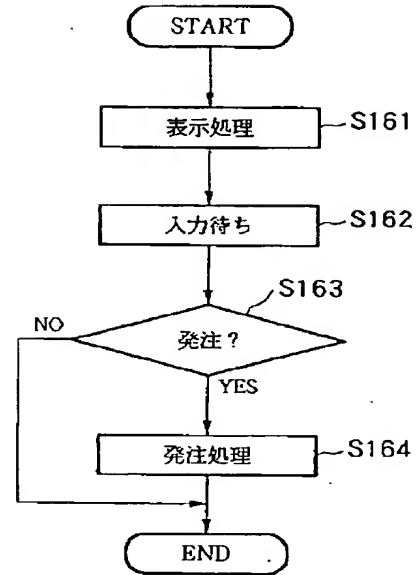 START
表示処理
S161
入力待ち
S162
S163
NO
発注？
YES
発注処理
S164
END